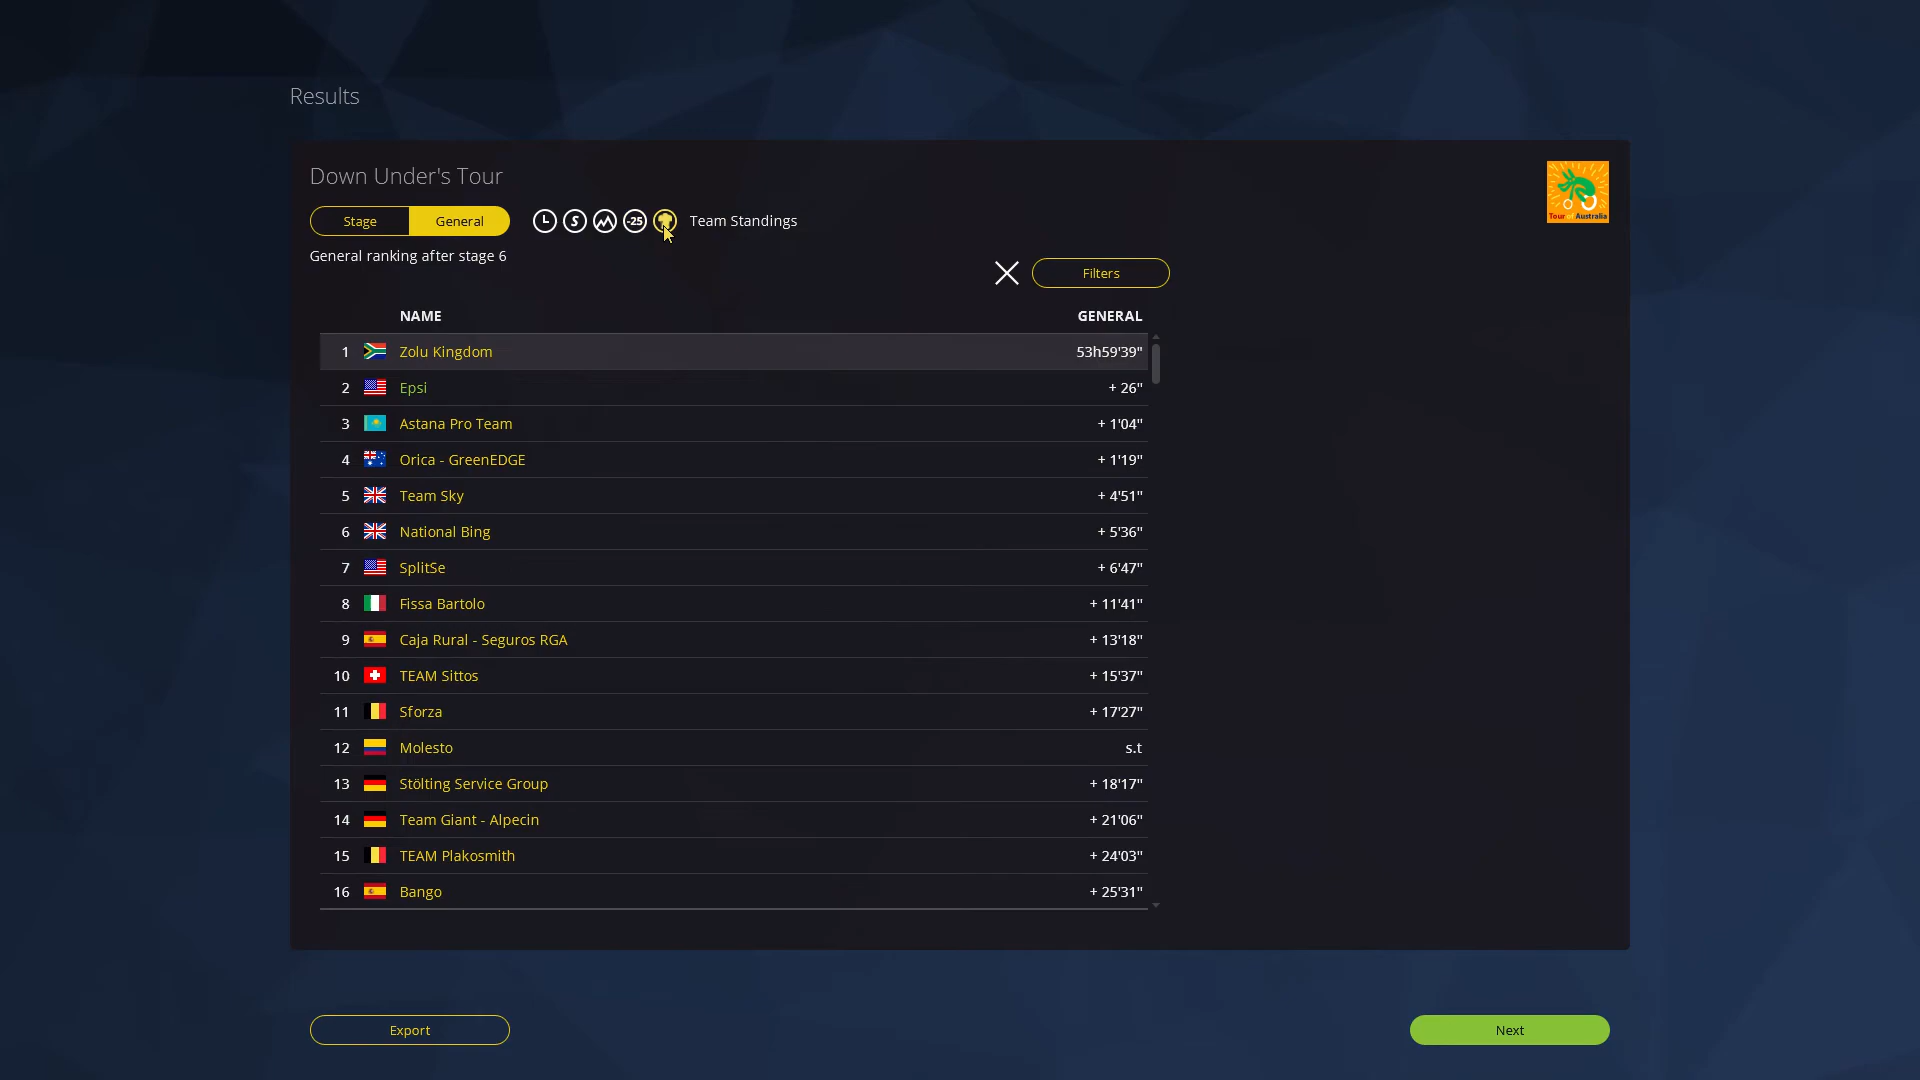 Results
Down Under's Tour
Tour of Australia
Stage General S -25 Team Standings
General ranking after stage 6
Filters
NAME GENERAL
1 Zolu Kingdom 53h59'39"
2 Epsi + 26"
3 Astana Pro Team + 1'04"
4 Orica - GreenEDGE + 1'19"
5 Team Sky + 4'51"
6 National Bing + 5'36"
7 SplitSe + 6'47"
8 Fissa Bartolo + 11'41"
9 Caja Rural - Seguros RGA + 13'18"
10 TEAM Sittos + 15'37"
11 Sforza + 17'27"
12 Molesto s.t
13 Stölting Service Group + 18'17"
14 Team Giant - Alpecin + 21'06"
15 TEAM Plakosmith + 24'03"
16 Bango + 25'31"
Export Next